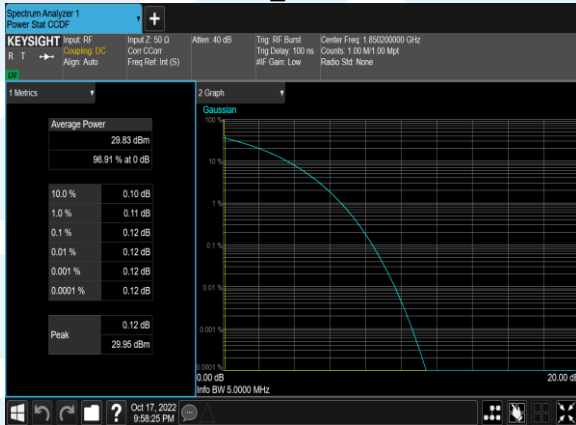 Spectrum Analyzer 1
Power Stat CCDF
+
KEYSIGHT
R T
Input: RF
Coupling: DC
Align: Auto
Input Z: 50 Ω
Corr CCorr
Freq Ref: Int (S)
Atten: 40 dB
Trig: RF Burst
Trig Delay: 100 ns
#IF Gain: Low
Center Freq: 1.850200000 GHz
Counts: 1.00 M/1.00 Mpt
Radio Std: None
1 Metrics
Average Power
29.83 dBm
96.91 % at 0 dB
10.0 % 0.10 dB
1.0 % 0.11 dB
0.1 % 0.12 dB
0.01 % 0.12 dB
0.001 % 0.12 dB
0.0001 % 0.12 dB
Peak
0.12 dB
29.95 dBm
2 Graph
Gaussian
100 %
10 %
1 %
0.1 %
0.01 %
0.001 %
0.0001 %
0.00 dB 20.00 dB
Info BW 5.0000 MHz
?
Oct 17, 2022
9:58:25 PM